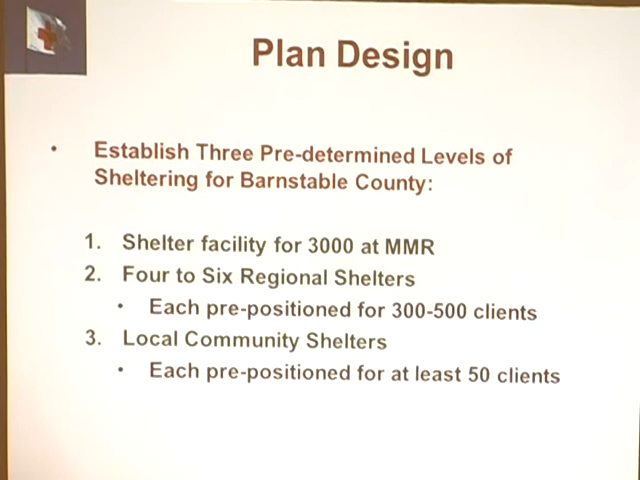 Plan Design
• Establish Three Pre-determined Levels of
Sheltering for Barnstable County:
1. Shelter facility for 3000 at MMR
2. Four to Six Regional Shelters
• Each pre-positioned for 300-500 clients
3. Local Community Shelters
• Each pre-positioned for at least 50 clients